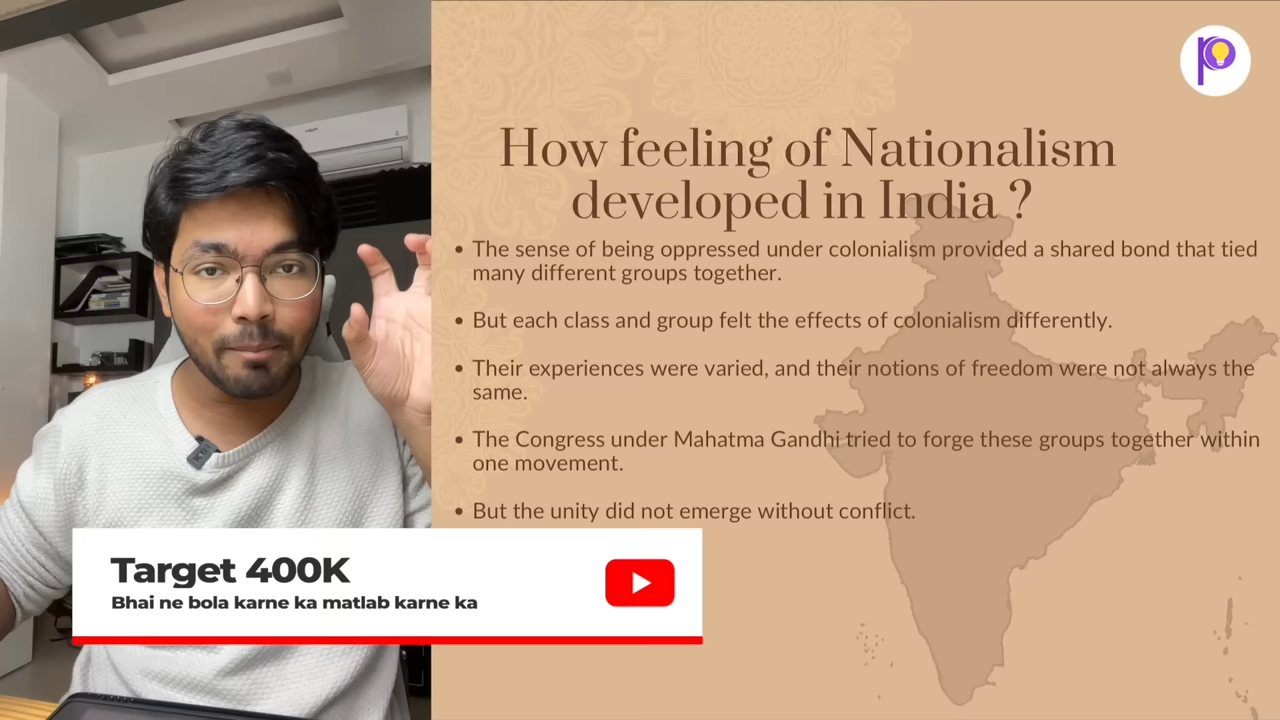 How feeling of Nationalism
developed in India ?
• The sense of being oppressed under colonialism provided a shared bond that tied
many different groups together.
• But each class and group felt the effects of colonialism differently.
• Their experiences were varied, and their notions of freedom were not always the
same.
• The Congress under Mahatma Gandhi tried to forge these groups together within
one movement.
• But the unity did not emerge without conflict.
Target 400K
Bhai ne bola karne ka matlab karne ka